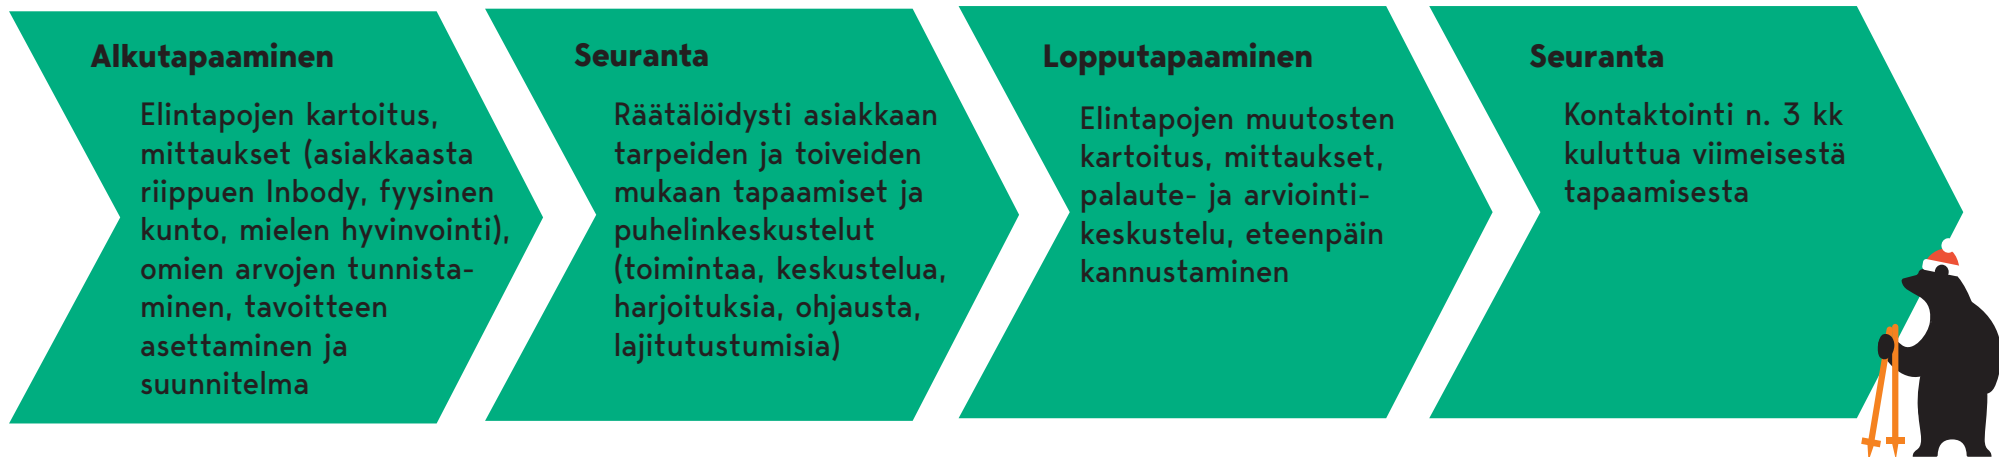 Alkutapaaminen
Elintapojen kartoitus,
mittaukset (asiakkaasta
riippuen Inbody, fyysinen
kunto, mielen hyvinvointi),
omien arvojen tunnista-
minen, tavoitteen
asettaminen ja
suunnitelma
Seuranta
Räätälöidysti asiakkaan
tarpeiden ja toiveiden
mukaan tapaamiset ja
puhelinkeskustelut
(toimintaa, keskustelua,
harjoituksia, ohjausta,
lajitutustumisia)
Lopputapaaminen
Elintapojen muutosten
kartoitus, mittaukset,
palaute- ja arviointi-
keskustelu, eteenpäin
kannustaminen
Seuranta
Kontaktointi n. 3 kk
kuluttua viimeisestä
tapaamisesta